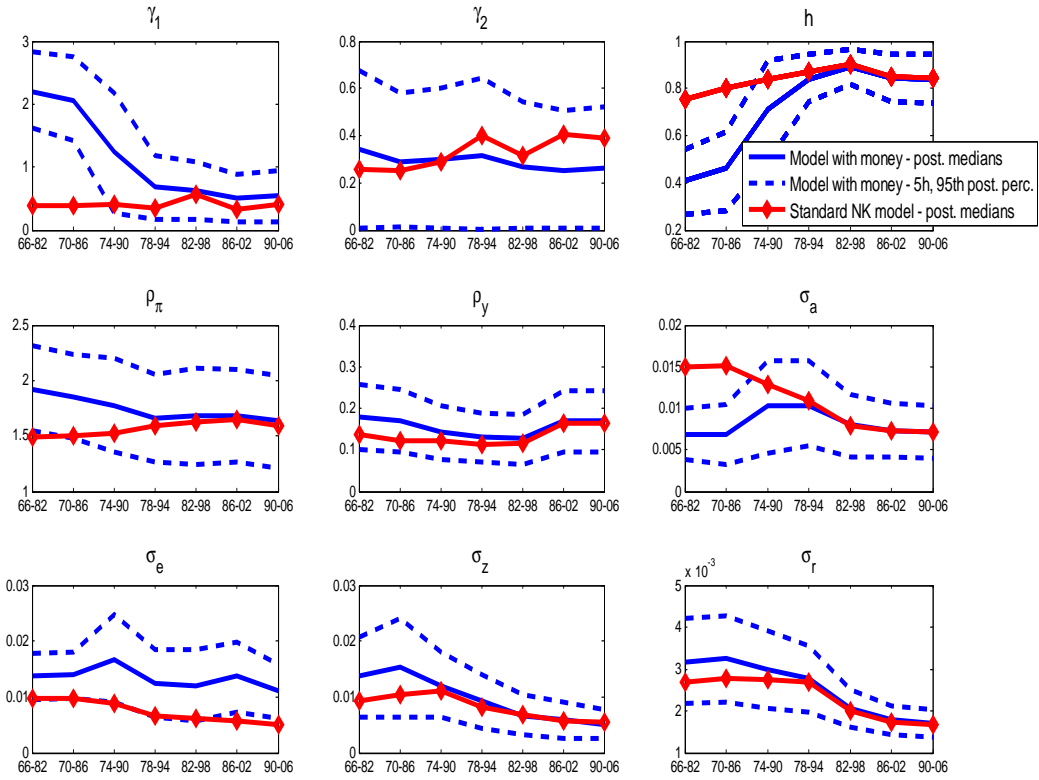 γ1 γ2 h
3 0.8 1
2 0.6 0.8
1 0.4 0.6
0.2 0.4
0 0 0.2
Model with money - post. medians
Model with money - 5h, 95th post. perc.
Standard NK model - post. medians
66-82 70-86 74-90 78-94 82-98 86-02 90-06 66-82 70-86 74-90 78-94 82-98 86-02 90-06 66-82 70-86 74-90 78-94 82-98 86-02 90-06
ρπ ρy σa
2.5 0.4 0.02
2 0.3 0.015
0.2 0.01
1.5 0.1 0.005
1 0 0
66-82 70-86 74-90 78-94 82-98 86-02 90-06 66-82 70-86 74-90 78-94 82-98 86-02 90-06 66-82 70-86 74-90 78-94 82-98 86-02 90-06
σe σz σr
x 10-3
0.03 0.03 5
0.02 0.02 4
3
0.01 0.01 2
0 0 1
66-82 70-86 74-90 78-94 82-98 86-02 90-06 66-82 70-86 74-90 78-94 82-98 86-02 90-06 66-82 70-86 74-90 78-94 82-98 86-02 90-06